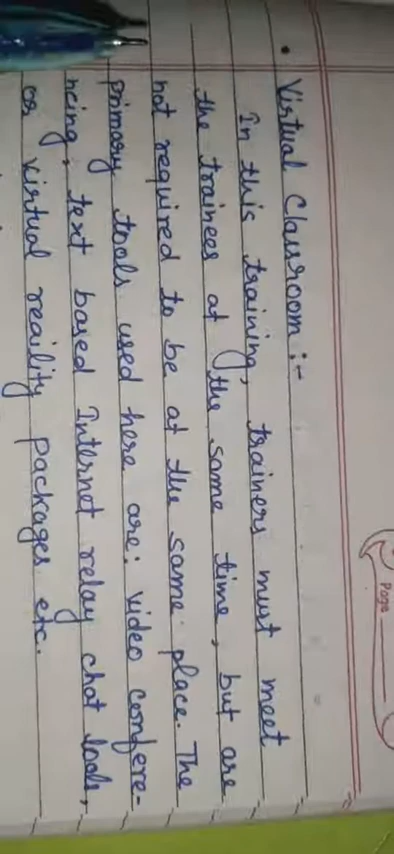 Page
• Virtual Classroom :-
In this training, trainers must meet
the trainees at the same time, but are
not required to be at the same place. The
primary tools used here are: video confere-
ncing, text based Internet relay chat tools,
or virtual reaility packages etc.